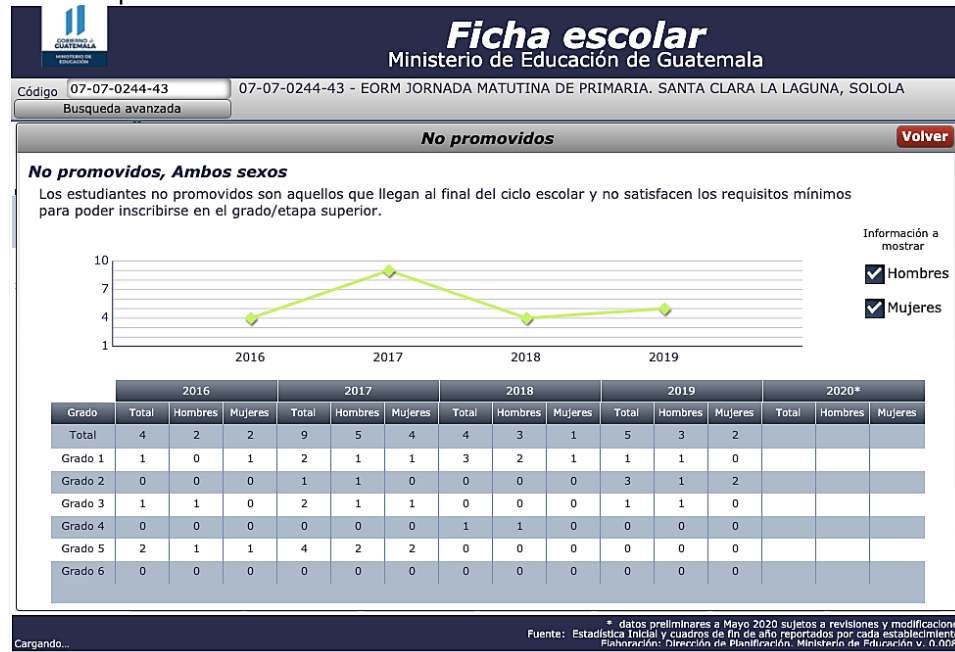 GOBIERNO de
GUATEMALA
MINISTERIO DE
EDUCACIÓN
Ficha escolar
Ministerio de Educación de Guatemala
Código 07-07-0244-43 07-07-0244-43 - EORM JORNADA MATUTINA DE PRIMARIA. SANTA CLARA LA LAGUNA, SOLOLA
Busqueda avanzada
No promovidos Volver
No promovidos, Ambos sexos
Los estudiantes no promovidos son aquellos que llegan al final del ciclo escolar y no satisfacen los requisitos mínimos
para poder inscribirse en el grado/etapa superior.
Información a
mostrar
Hombres
Mujeres
10
7
4
1
2016 2017 2018 2019
2016 2017 2018 2019 2020*
Grado Total Hombres Mujeres Total Hombres Mujeres Total Hombres Mujeres Total Hombres Mujeres Total Hombres Mujeres
Total 4 2 2 9 5 4 4 3 1 5 3 2
Grado 1 1 0 1 2 1 1 3 2 1 1 1 0
Grado 2 0 0 0 1 1 0 0 0 0 3 1 2
Grado 3 1 1 0 2 1 1 0 0 0 1 1 0
Grado 4 0 0 0 0 0 0 1 1 0 0 0 0
Grado 5 2 1 1 4 2 2 0 0 0 0 0 0
Grado 6 0 0 0 0 0 0 0 0 0 0 0 0
* datos preliminares a Mayo 2020 sujetos a revisiones y modificacione
Fuente: Estadística Inicial y cuadros de fin de año reportados por cada establecimient
Elaboración: Dirección de Planificación. Ministerio de Educación v. 0.008
Cargando...